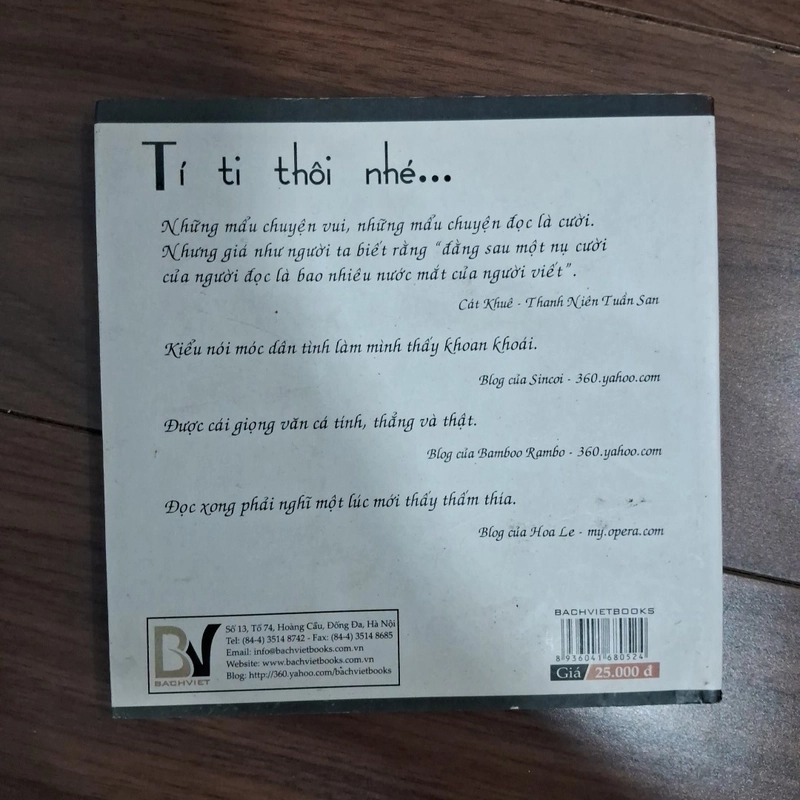 Tí ti thôi nhé...
Những mẩu chuyện vui, những mẩu chuyện đọc là cười.
Nhưng giá như người ta biết rằng "đằng sau một nụ cười
của người đọc là bao nhiêu nước mắt của người viết".
Cát Khuê - Thanh Niên Tuần San
Kiểu nói móc dân tình làm mình thấy khoan khoái.
Blog của Sincoi - 360.yahoo.com
Được cái giọng văn cá tính, thẳng và thật.
Blog của Bamboo Rambo - 360.yahoo.com
Đọc xong phải nghĩ một lúc mới thấy thấm thía.
Blog của Hoa Le - my.opera.com
BV
BACHVIET
Số 13, Tổ 74, Hoàng Cầu, Đống Đa, Hà Nội
Tel: (84-4) 3514 8742 - Fax: (84-4) 3514 8685
Email: info@bachvietbooks.com.vn
Website: www.bachvietbooks.com.vn
Blog: http://360.yahoo.com/bachvietbooks
BACHVIETBOOKS
8 936041 680524
Giá 25.000 đ